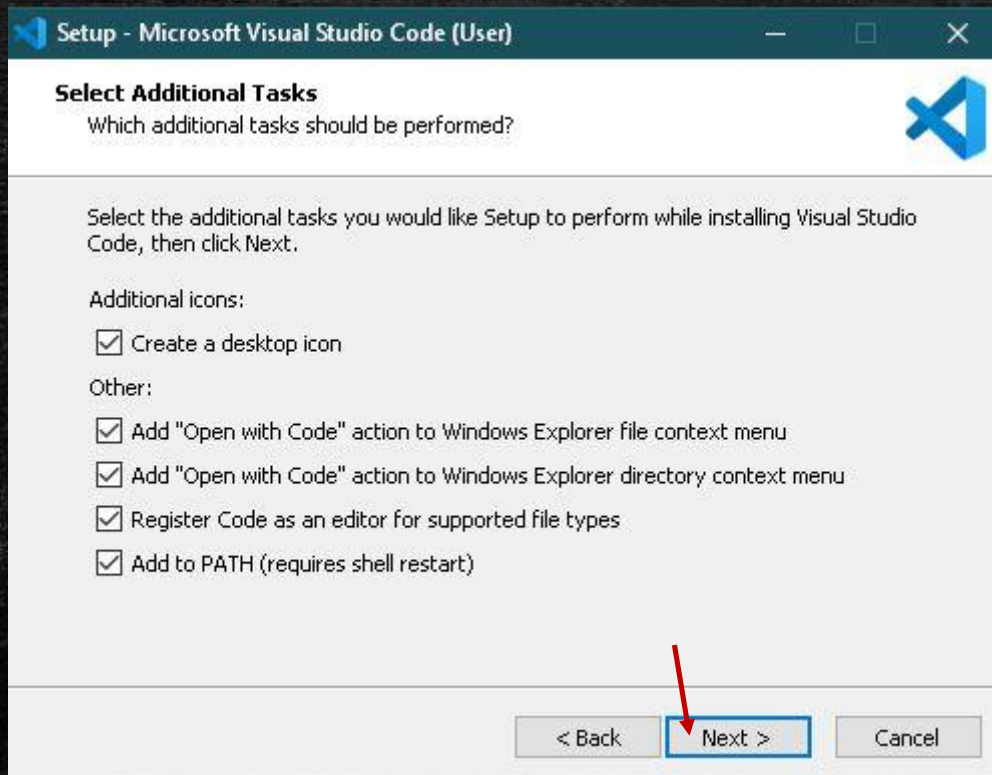 Setup - Microsoft Visual Studio Code (User)
Select Additional Tasks
Which additional tasks should be performed?
Select the additional tasks you would like Setup to perform while installing Visual Studio
Code, then click Next.
Additional icons:
Create a desktop icon
Other:
Add "Open with Code" action to Windows Explorer file context menu
Add "Open with Code" action to Windows Explorer directory context menu
Register Code as an editor for supported file types
Add to PATH (requires shell restart)
< Back Next > Cancel